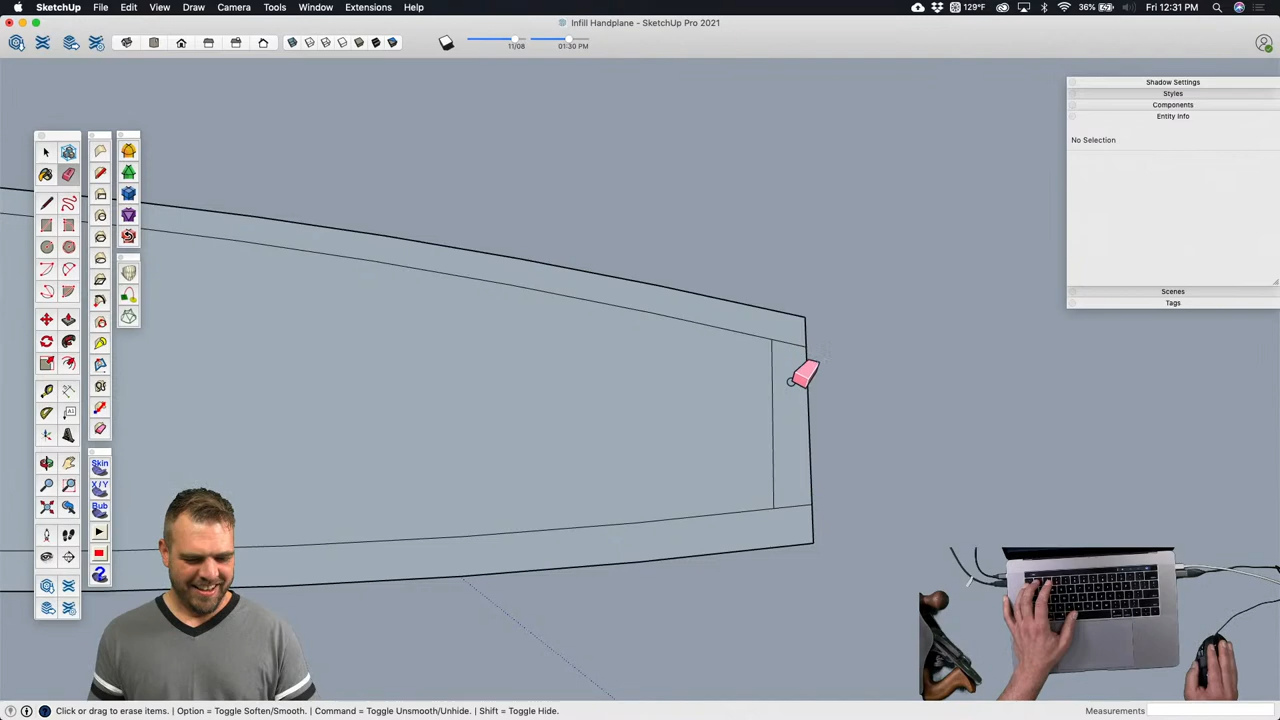 SketchUp File Edit View Draw Camera Tools Window Extensions Help
129°F 36% Fri 12:31 PM
Infill Handplane - SketchUp Pro 2021
11/08 01:30 PM
Shadow Settings
Styles
Components
Entity Info
No Selection
Scenes
Tags
A1
Skin
X/Y
Bub
Click or drag to erase items. | Option = Toggle Soften/Smooth. | Command = Toggle Unsmooth/Unhide. | Shift = Toggle Hide.
Measurements